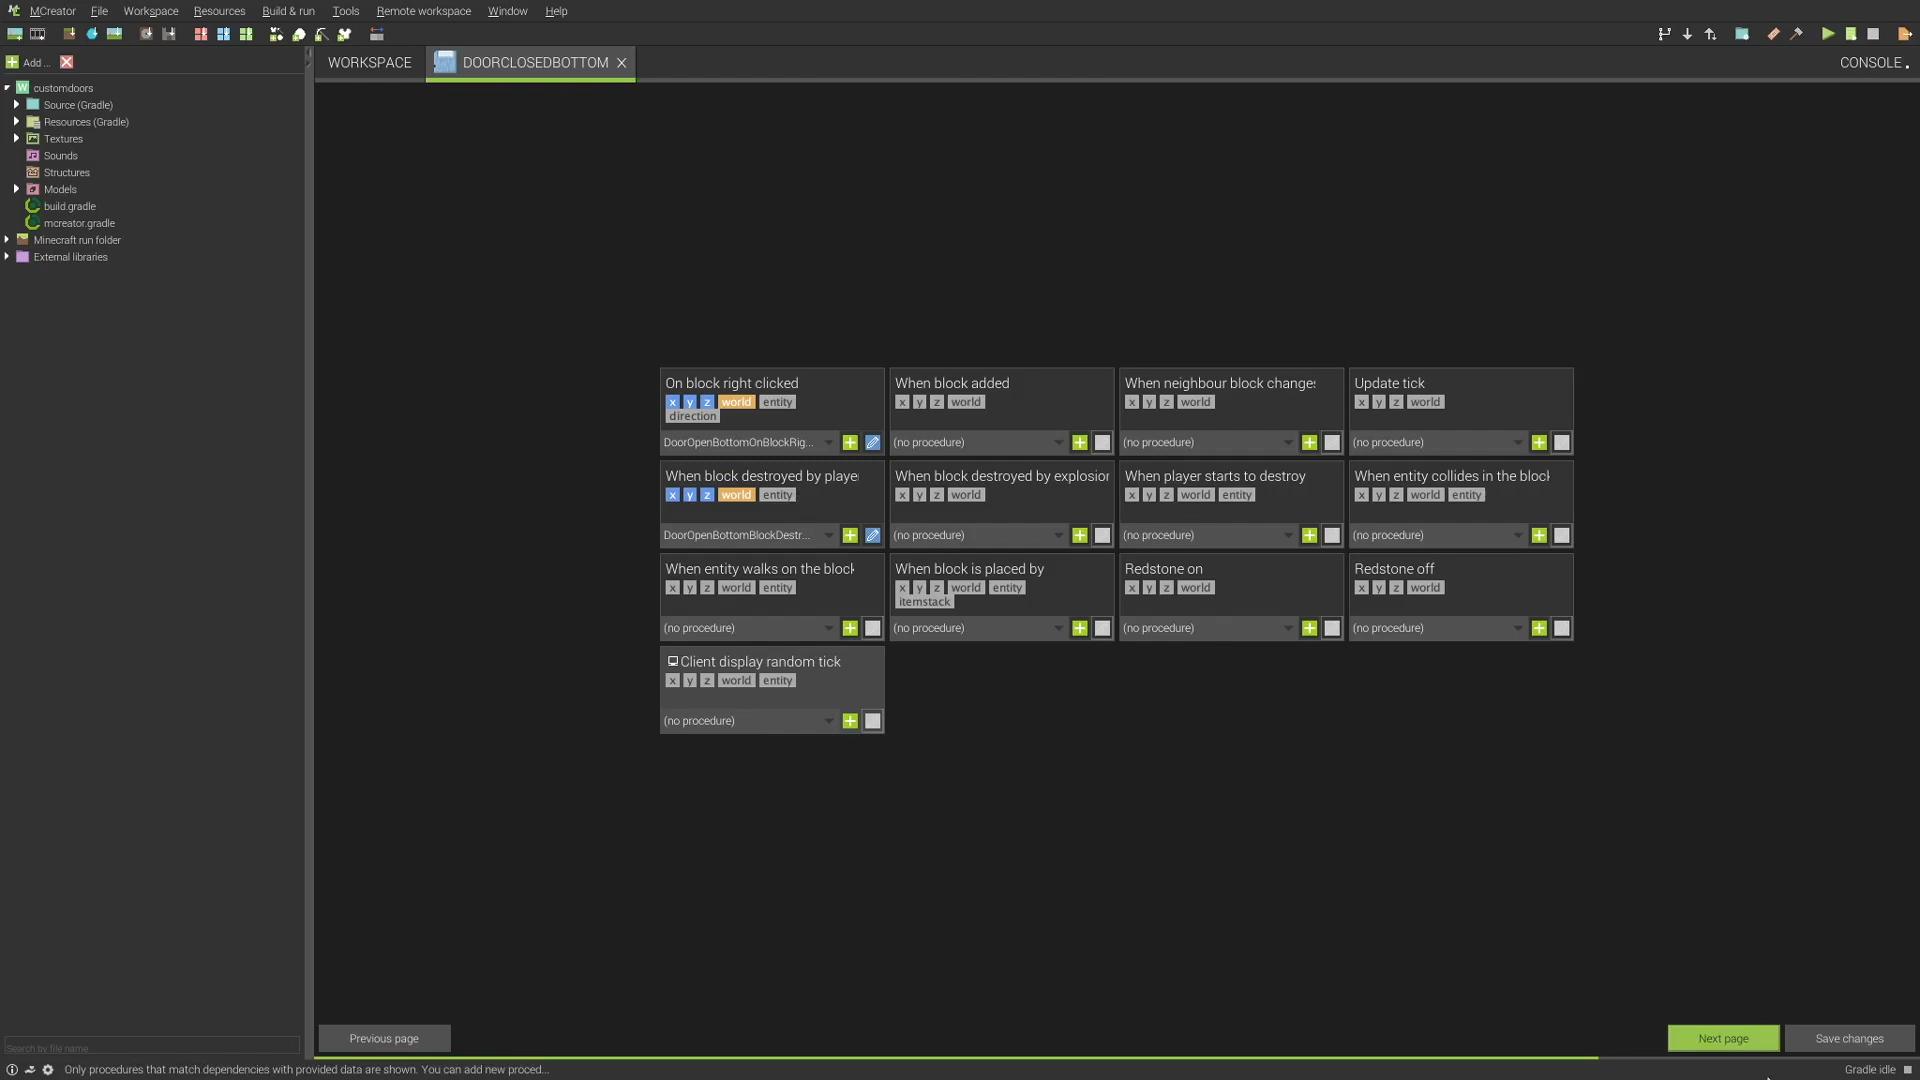 MCreator File Workspace Resources Build & run Tools Remote workspace Window Help
Add ...
WORKSPACE DOORCLOSEDBOTTOM CONSOLE
customdoors
Source (Gradle)
Resources (Gradle)
Textures
Sounds
Structures
Models
build.gradle
mcreator.gradle
Minecraft run folder
External libraries
On block right clicked
x y z world entity
direction
DoorOpenBottomOnBlockRig...
When block added
x y z world
(no procedure)
When neighbour block changes
x y z world
(no procedure)
Update tick
x y z world
(no procedure)
When block destroyed by player
x y z world entity
DoorOpenBottomBlockDestr...
When block destroyed by explosion
x y z world
(no procedure)
When player starts to destroy
x y z world entity
(no procedure)
When entity collides in the block
x y z world entity
(no procedure)
When entity walks on the block
x y z world entity
(no procedure)
When block is placed by
x y z world entity
itemstack
(no procedure)
Redstone on
x y z world
(no procedure)
Redstone off
x y z world
(no procedure)
Client display random tick
x y z world entity
(no procedure)
Previous page Next page Save changes
Search by file name
Only procedures that match dependencies with provided data are shown. You can add new proced...
Gradle idle